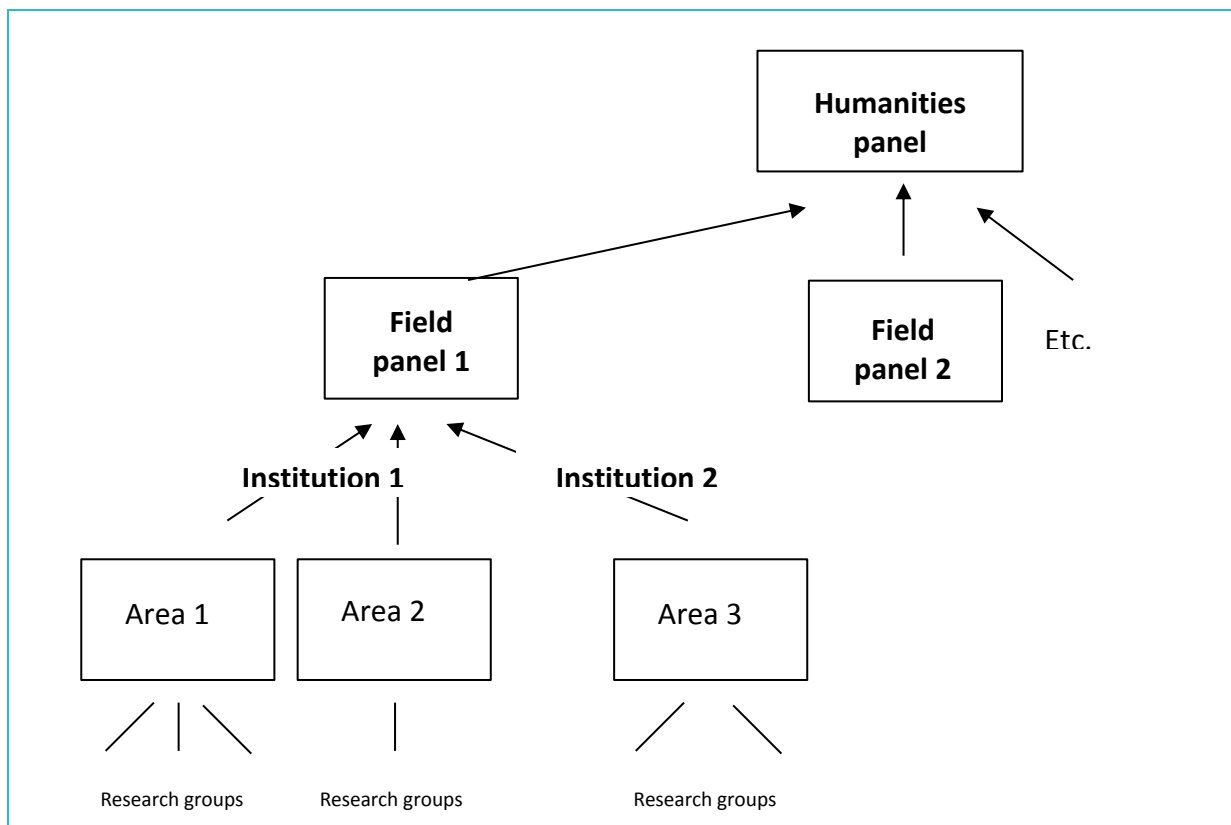 Humanities
panel
Field
panel 1
Field
panel 2
Etc.
Institution 1
Institution 2
Area 1
Area 2
Area 3
Research groups
Research groups
Research groups